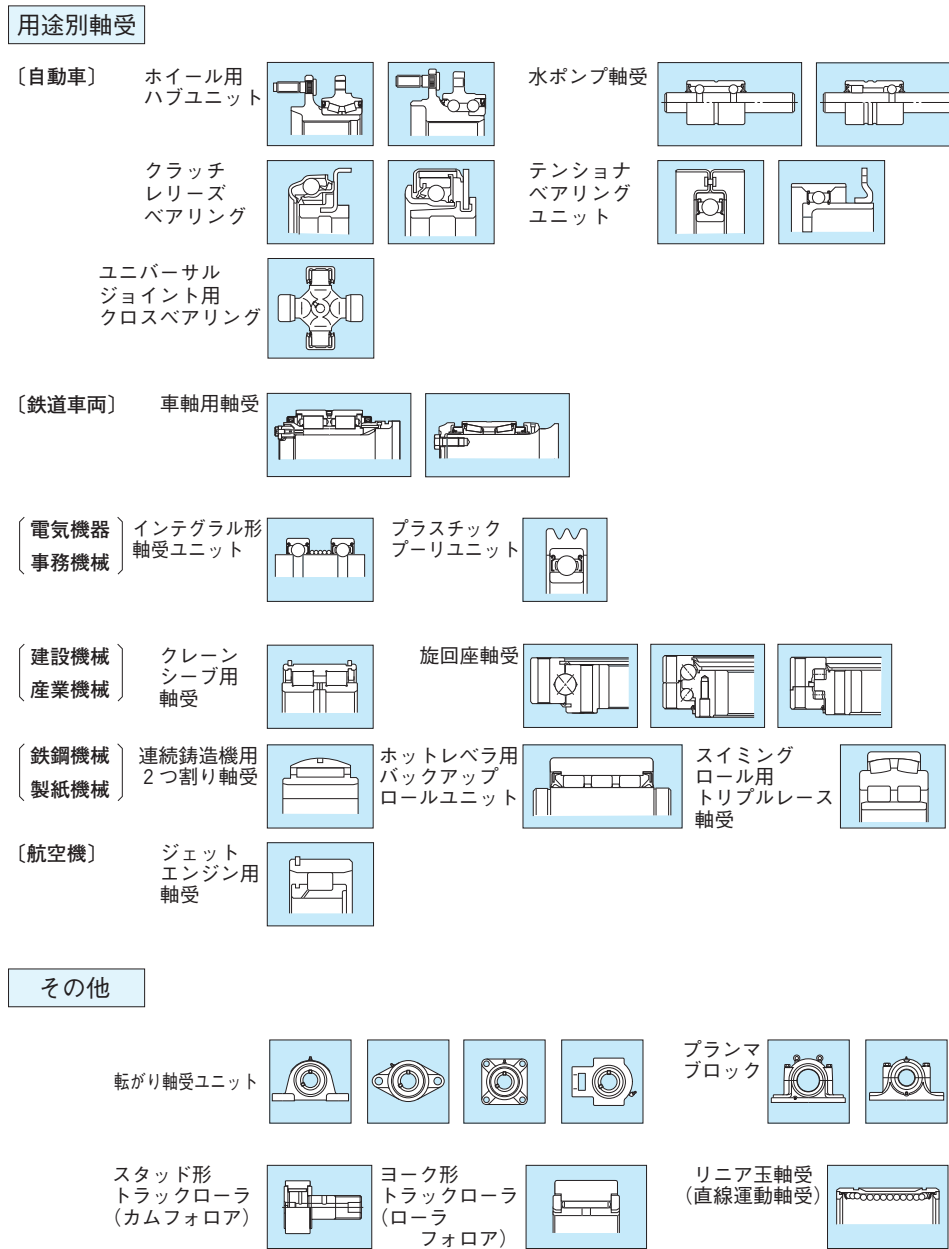 用途別軸受
〔自動車〕
ホイール用
ハブユニット
水ポンプ軸受
クラッチ
レリーズ
ベアリング
テンショナ
ベアリング
ユニット
ユニバーサル
ジョイント用
クロスベアリング
〔鉄道車両〕
車軸用軸受
電気機器
事務機械
インテグラル形
軸受ユニット
プラスチック
プーリユニット
建設機械
産業機械
クレーン
シーブ用
軸受
旋回座軸受
鉄鋼機械
製紙機械
連続鋳造機用
2つ割り軸受
ホットレベラ用
バックアップ
ロールユニット
スイミング
ロール用
トリプルレース
軸受
〔航空機〕
ジェット
エンジン用
軸受
その他
転がり軸受ユニット
プランマ
ブロック
スタッド形
トラックローラ
(カムフォロア)
ヨーク形
トラックローラ
(ローラ
フォロア)
リニア玉軸受
(直線運動軸受)